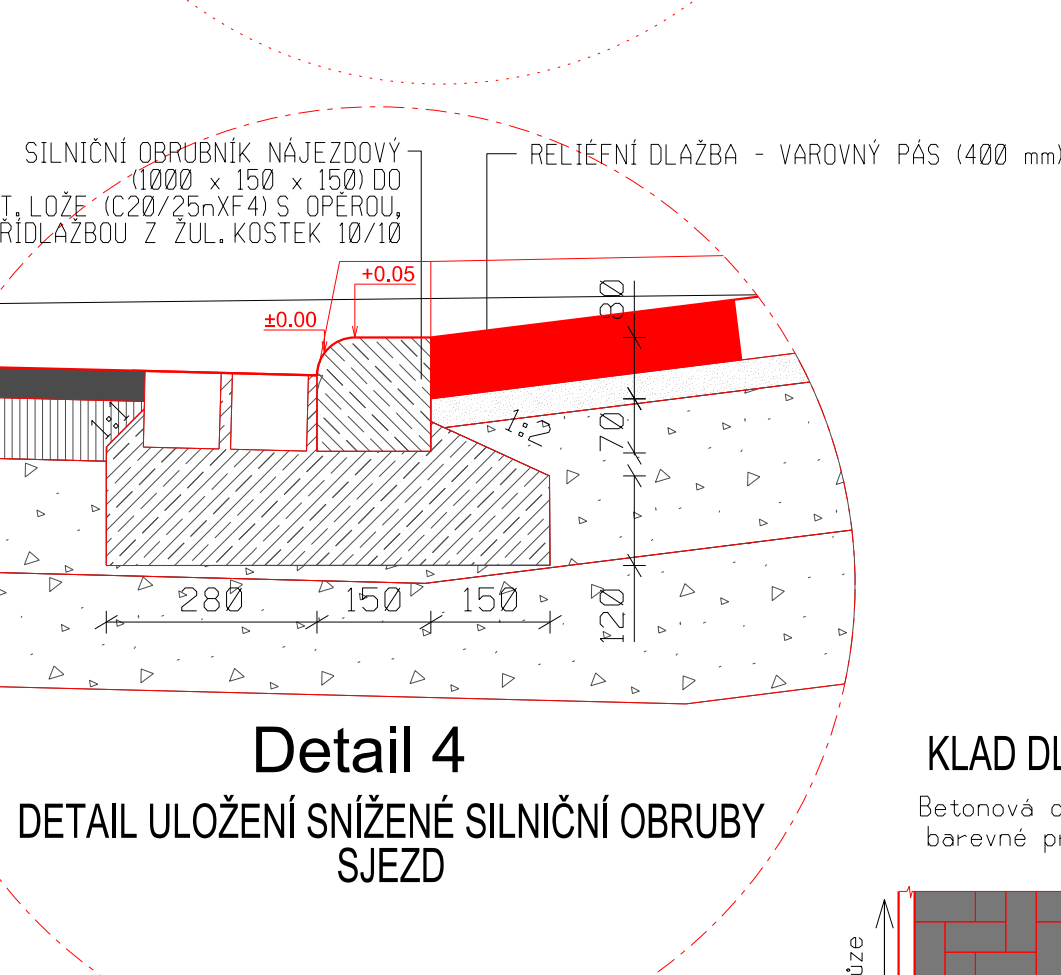 SILNIČNÍ OBRUBNÍK NÁJEZDOVÝ
(1000 x 150 x 150) DO
T. LOŽE (C20/25nXF4) S OPĚROU,
ŘÍDLAŽBOU Z ŽUL. KOSTEK 10/10
RELIÉFNÍ DLAŽBA - VAROVNÝ PÁS (400 mm)
+0.05
±0.00
80
1:1
1:2
70
280
150
150
120
Detail 4
DETAIL ULOŽENÍ SNÍŽENÉ SILNIČNÍ OBRUBY
SJEZD
KLAD DL
Betonová
barevné
ůze